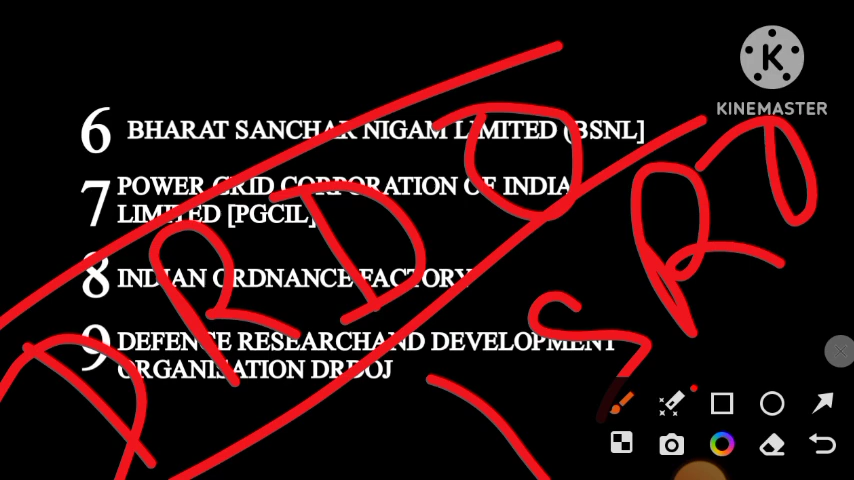 KINEMASTER
6 BHARAT SANCHAR NIGAM LIMITED (BSNL]
7 POWER GRID CORPORATION OF INDIA
LIMITED [PGCIL]
8 INDIAN ORDNANCE FACTORY
9 DEFENCE RESEARCHAND DEVELOPMENT
ORGANISATION DRDOJ
DRDO
ISRO